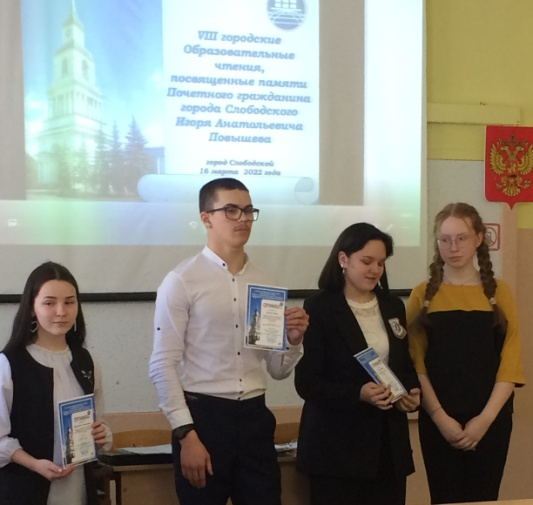 VIII городские
Образовательные
чтения,
посвященные памяти
Почетного гражданина
города Слободского
Игоря Анатольевича
Повышева
город Слободской
16 марта 2022 года